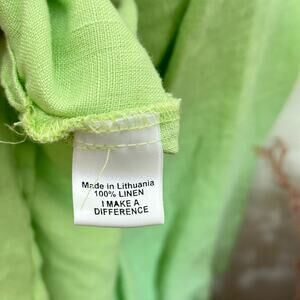 Made in Lithuania
100% LINEN
I MAKE A
DIFFERENCE